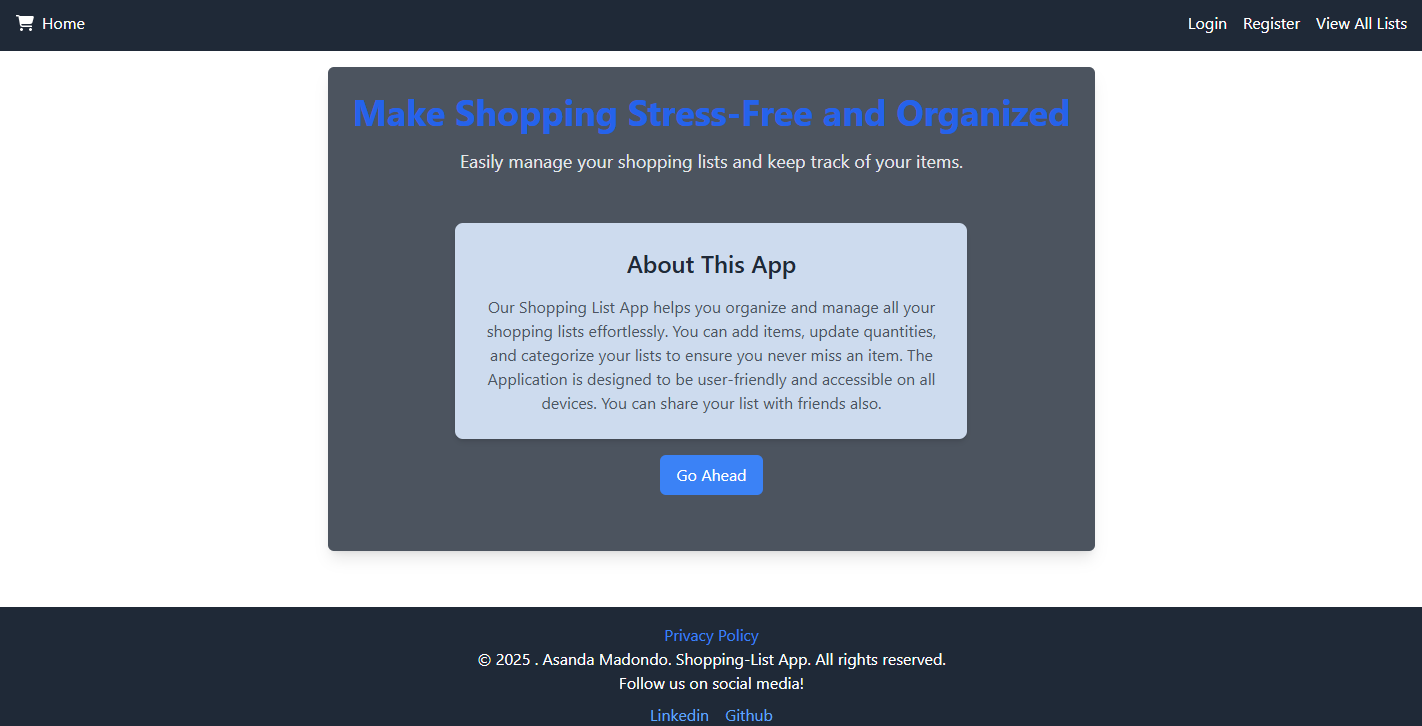 Home
Login Register View All Lists
Make Shopping Stress-Free and Organized
Easily manage your shopping lists and keep track of your items.
About This App
Our Shopping List App helps you organize and manage all your
shopping lists effortlessly. You can add items, update quantities,
and categorize your lists to ensure you never miss an item. The
Application is designed to be user-friendly and accessible on all
devices. You can share your list with friends also.
Go Ahead
Privacy Policy
© 2025 . Asanda Madondo. Shopping-List App. All rights reserved.
Follow us on social media!
Linkedin Github